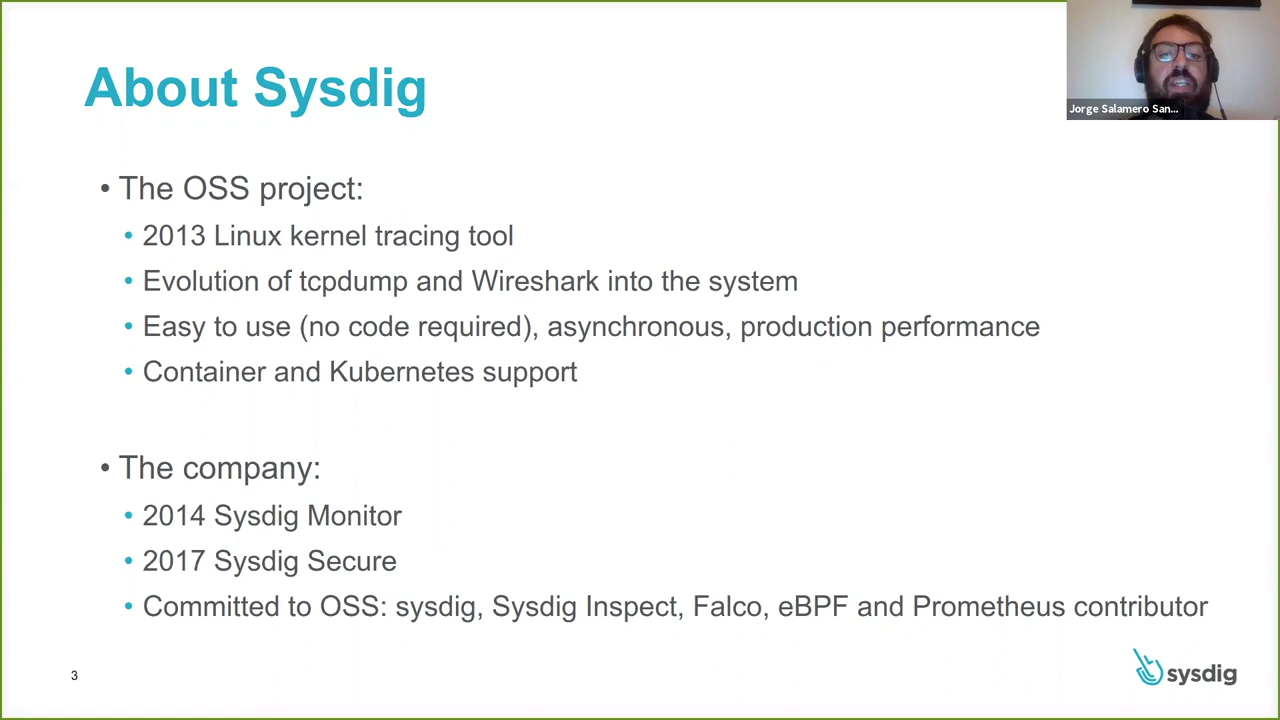 About Sysdig
Jorge Salamero San...
• The OSS project:
• 2013 Linux kernel tracing tool
• Evolution of tcpdump and Wireshark into the system
• Easy to use (no code required), asynchronous, production performance
• Container and Kubernetes support
• The company:
• 2014 Sysdig Monitor
• 2017 Sysdig Secure
• Committed to OSS: sysdig, Sysdig Inspect, Falco, eBPF and Prometheus contributor
3
sysdig